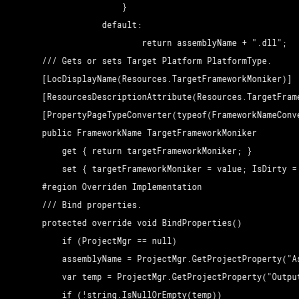 }
default:
return assemblyName + ".dll";
/// Gets or sets Target Platform PlatformType.
[LocDisplayName(Resources.TargetFrameworkMoniker)]
[ResourcesDescriptionAttribute(Resources.TargetFrame
[PropertyPageTypeConverter(typeof(FrameworkNameConve
public FrameworkName TargetFrameworkMoniker
get { return targetFrameworkMoniker; }
set { targetFrameworkMoniker = value; IsDirty =
#region Overriden Implementation
/// Bind properties.
protected override void BindProperties()
if (ProjectMgr == null)
assemblyName = ProjectMgr.GetProjectProperty("As
var temp = ProjectMgr.GetProjectProperty("Output
if (!string.IsNullOrEmpty(temp))